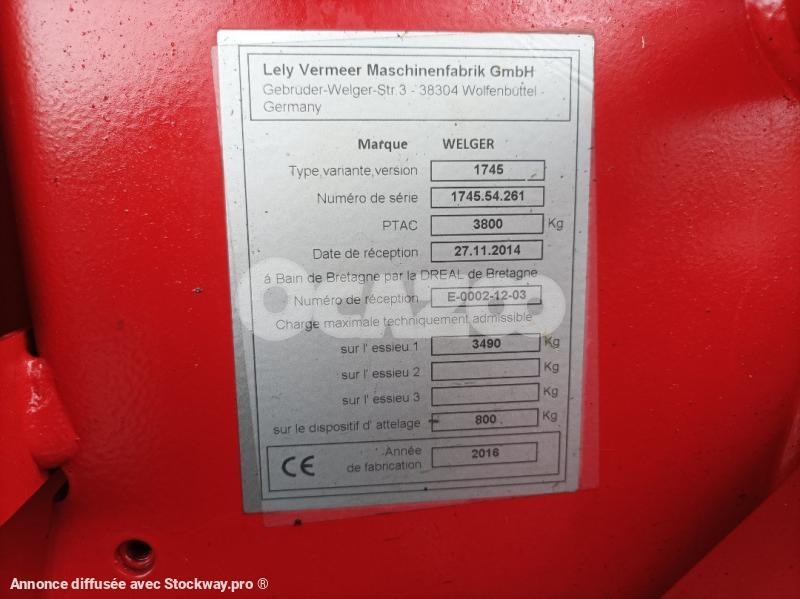 Lely Vermeer Maschinenfabrik GmbH
Gebrüder-Welger-Str.3 - 38304 Wolfenbüttel -
Germany
Marque WELGER
Type,variante,version 1745
Numéro de série 1745.54.261
PTAC 3800 Kg
Date de réception 27.11.2014
á Bain de Bretagne par la DREAL de Bretagne
Numéro de réception E-0002-12-03
Charge maximale techniquement admissible
sur l' essieu 1 3490 Kg
sur l' essieu 2 Kg
sur l' essieu 3 Kg
sur le dispositif d' attelage 800 Kg
CE Année
de fabrication 2016
OCAZOO
Annonce diffusée avec Stockway.pro ®